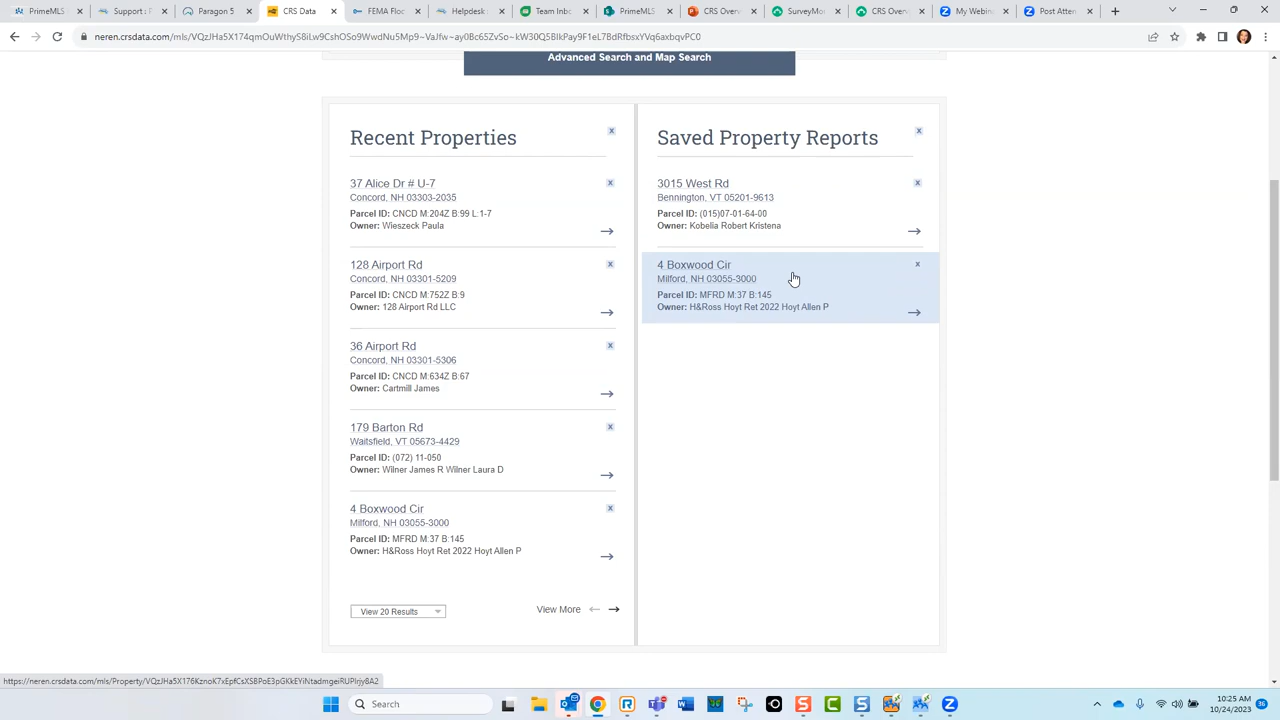 PrimeMLS
Support: F
Paragon 5
CRS Data
FEMA Floo
Helpdesk
Team Inbo
PrimeMLS
SurveyMo
CRS Overv
My Webina
Post Atten
neren.crsdata.com/mls/
Advanced Search and Map Search
Recent Properties
x
37 Alice Dr # U-7
x
Concord, NH 03303-2035
Parcel ID: CNCD M:204Z B:99 L:1-7
Owner: Wieszeck Paula
128 Airport Rd
x
Concord, NH 03301-5209
Parcel ID: CNCD M:752Z B:9
Owner: 128 Airport Rd LLC
36 Airport Rd
x
Concord, NH 03301-5306
Parcel ID: CNCD M:634Z B:67
Owner: Cartmill James
179 Barton Rd
x
Waitsfield, VT 05673-4429
Parcel ID: (072) 11-050
Owner: Wilner James R Wilner Laura D
4 Boxwood Cir
x
Milford, NH 03055-3000
Parcel ID: MFRD M:37 B:145
Owner: H&Ross Hoyt Ret 2022 Hoyt Allen P
View 20 Results
View More
Saved Property Reports
x
3015 West Rd
x
Bennington, VT 05201-9613
Parcel ID: (015)07-01-64-00
Owner: Kobelia Robert Kristena
4 Boxwood Cir
x
Milford, NH 03055-3000
Parcel ID: MFRD M:37 B:145
Owner: H&Ross Hoyt Ret 2022 Hoyt Allen P
Search
10:25 AM
10/24/2023